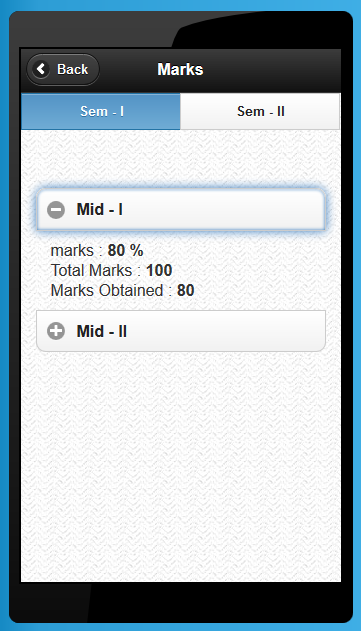 Back
Marks
Sem - I
Sem - II
Mid - I
marks : 80 %
Total Marks : 100
Marks Obtained : 80
Mid - II